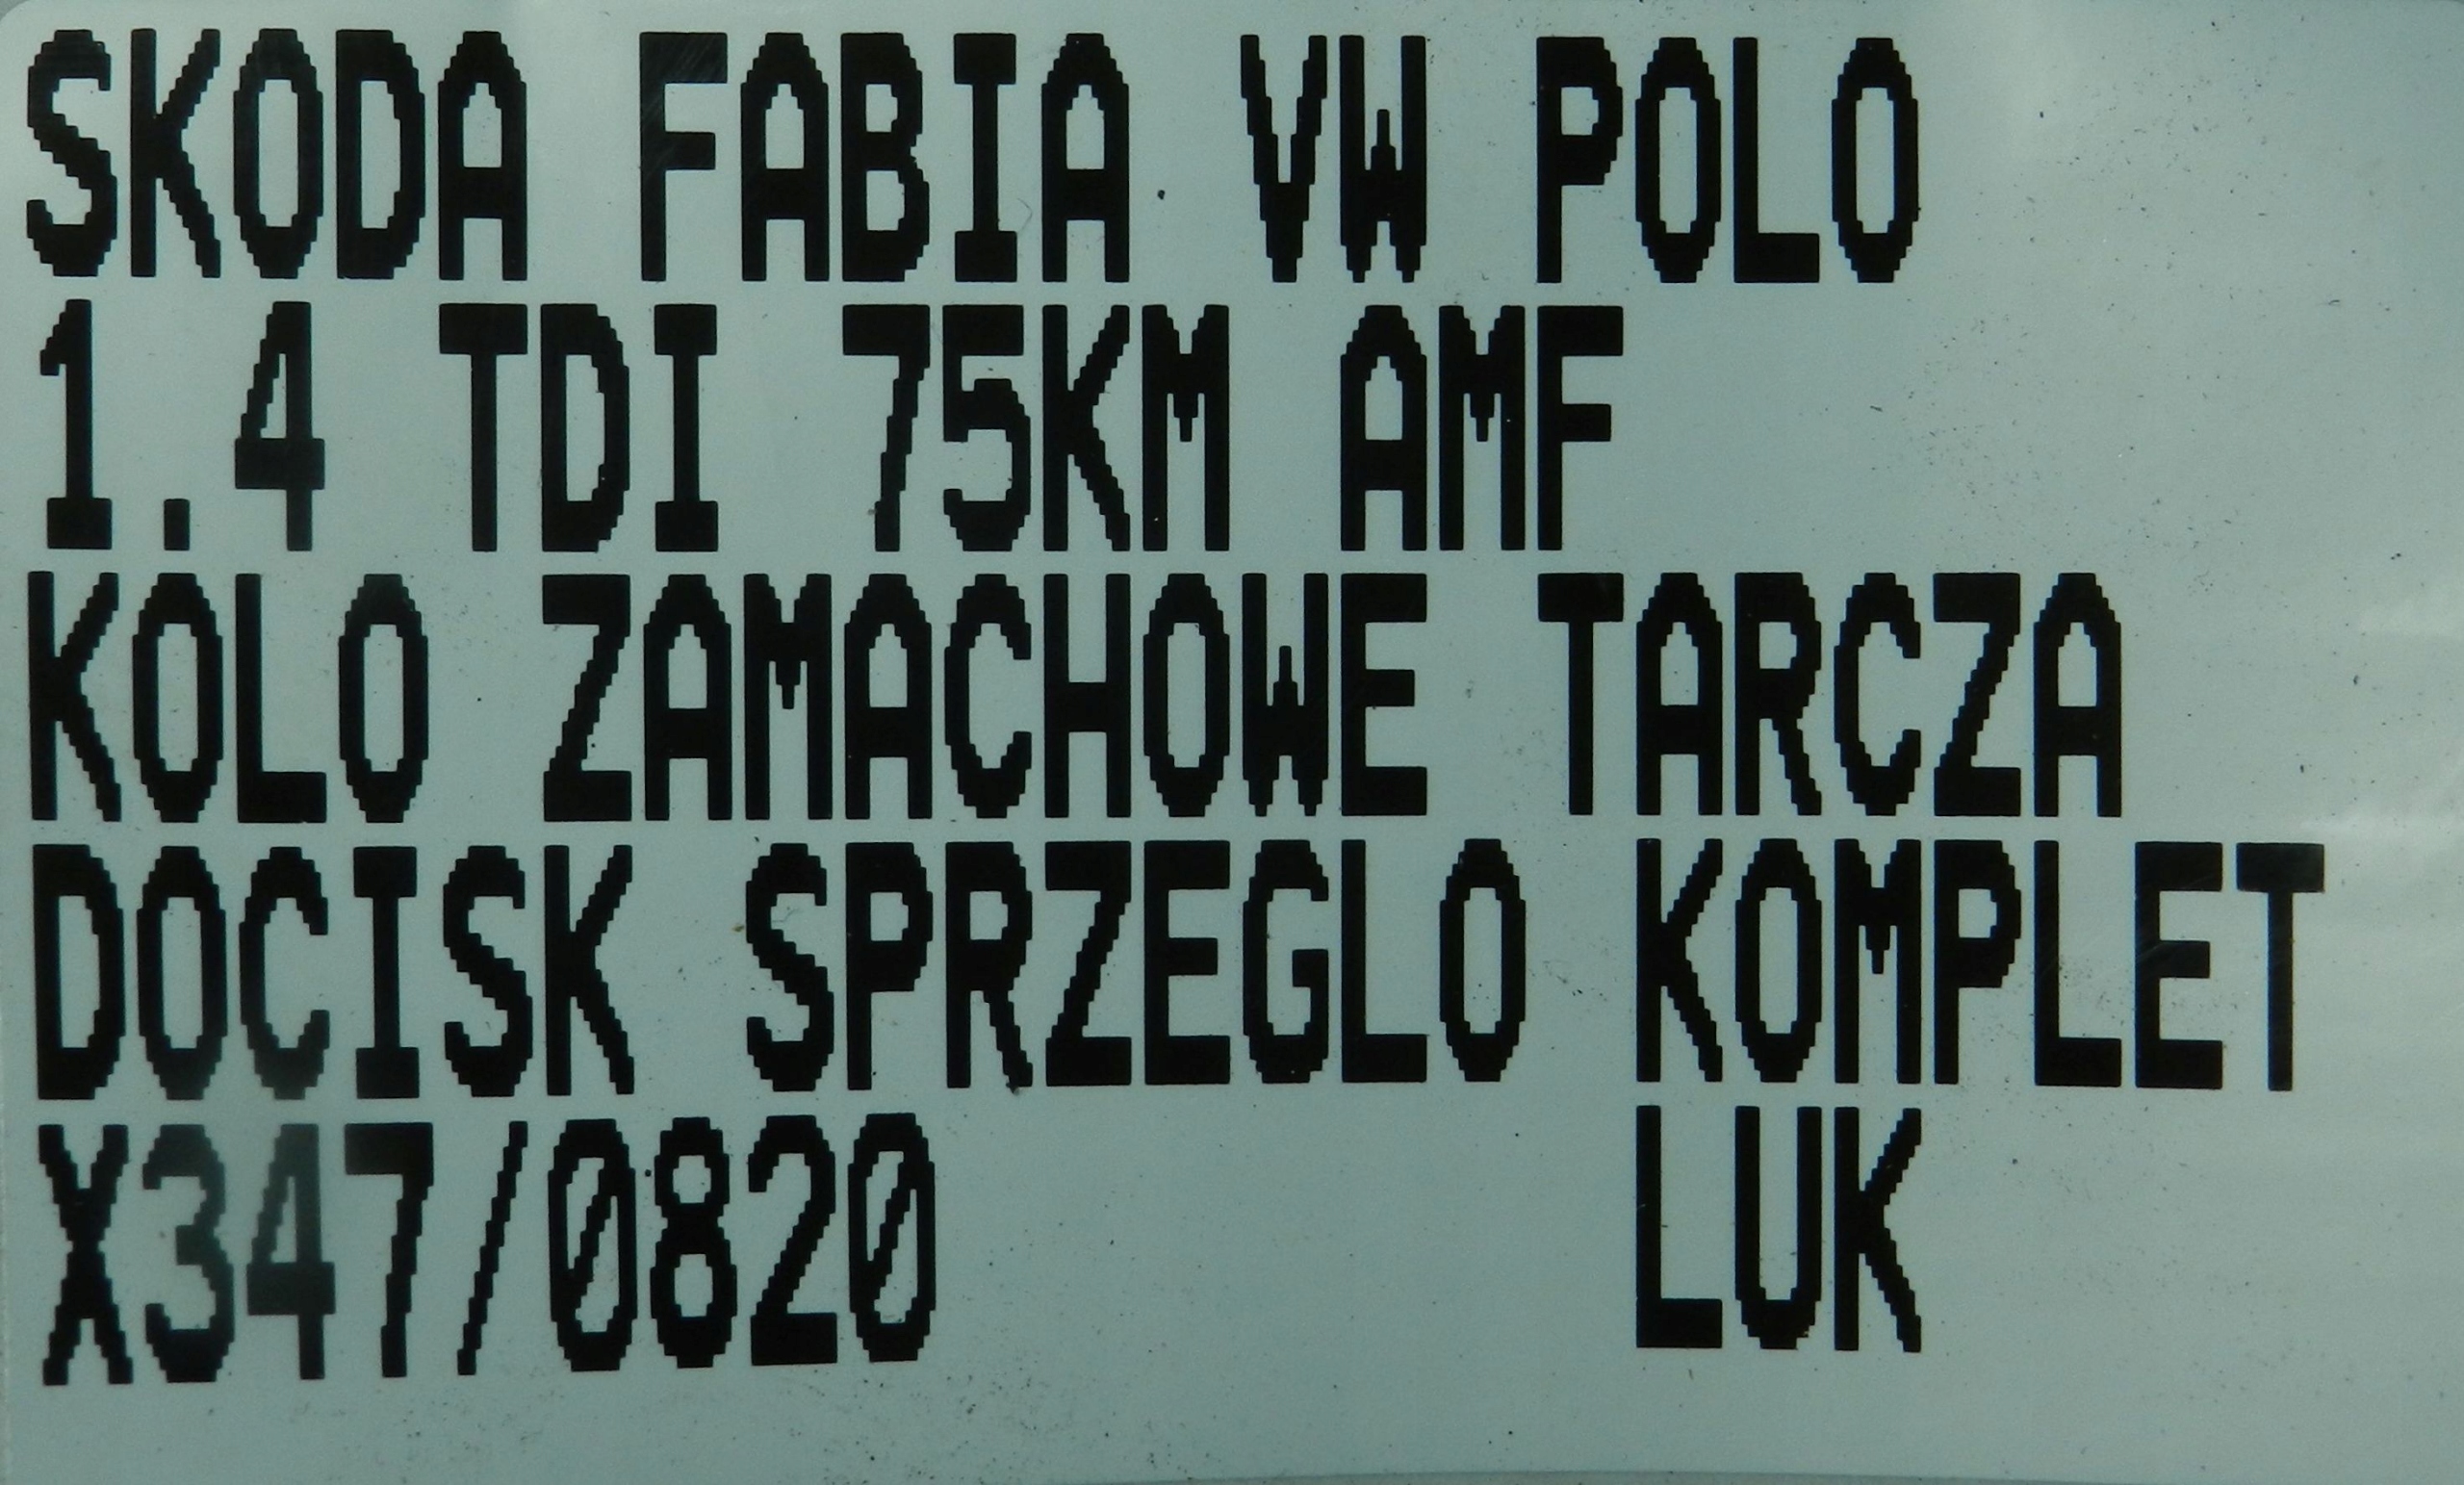 SKODA FABIA VW POLO
1.4 TDI 75KM AMF
KOLO ZAMACHOWE TARCZA
DOCISK SPRZEGLO KOMPLET
X347/0820 LUK